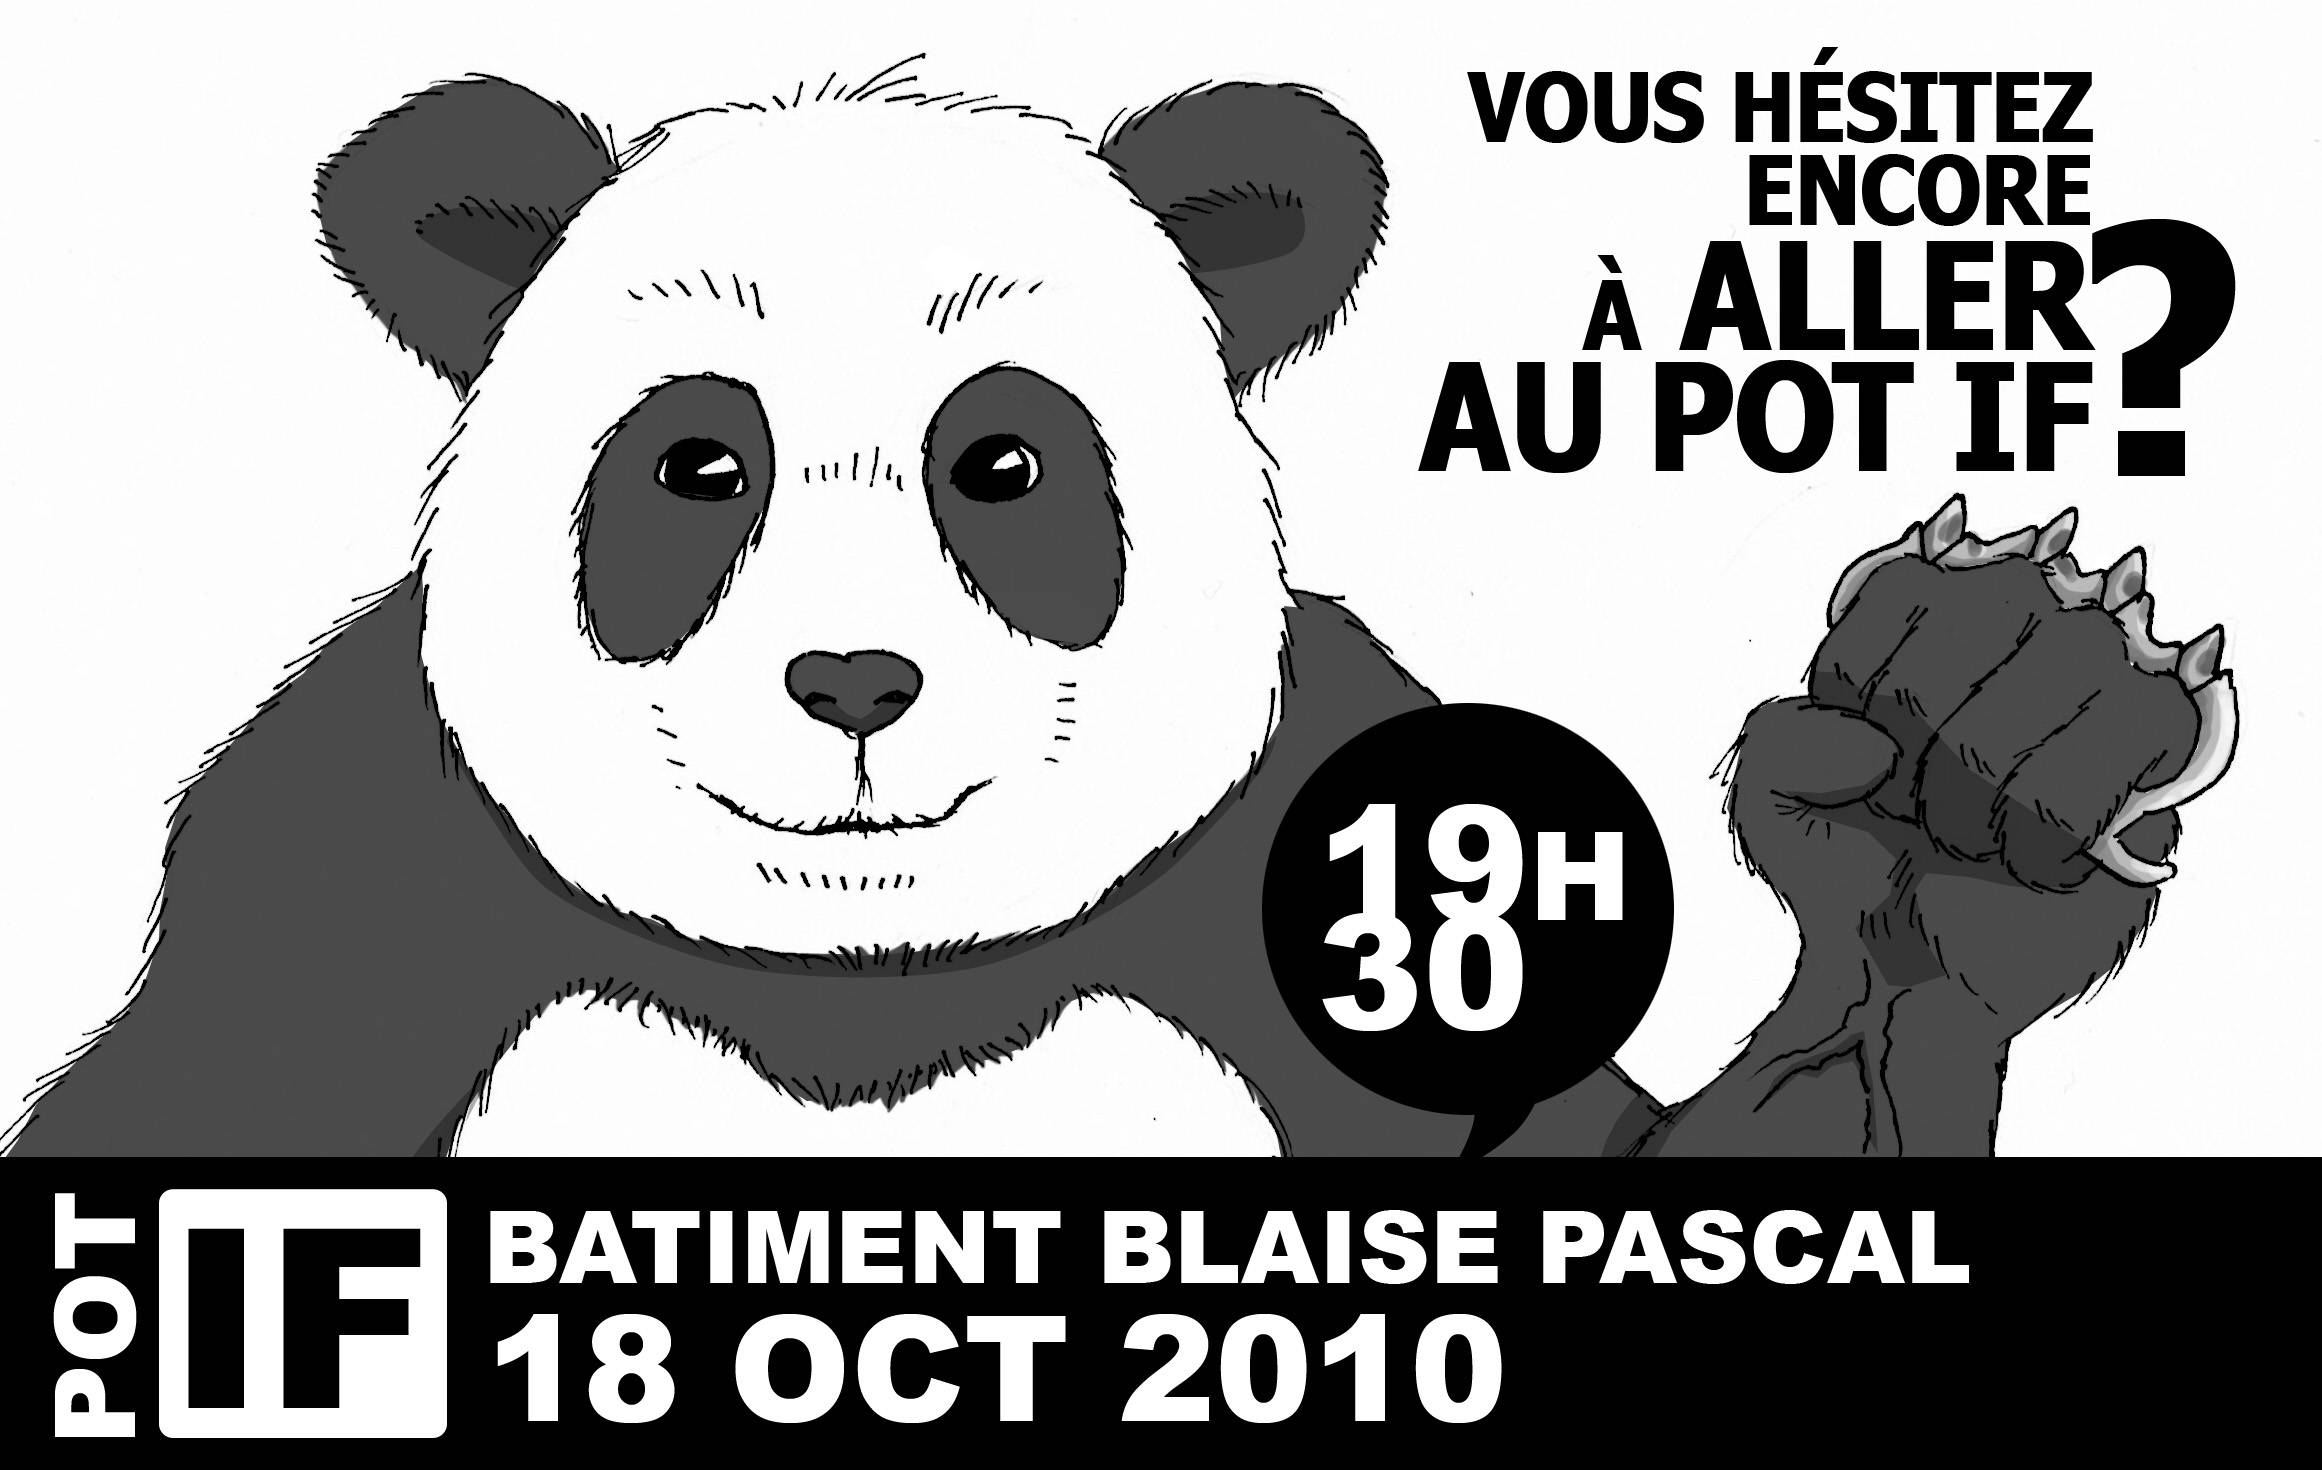 VOUS HÉSITEZ
ENCORE
À ALLER
AU POT IF?
19H
30
POT
IF
BATIMENT BLAISE PASCAL
18 OCT 2010